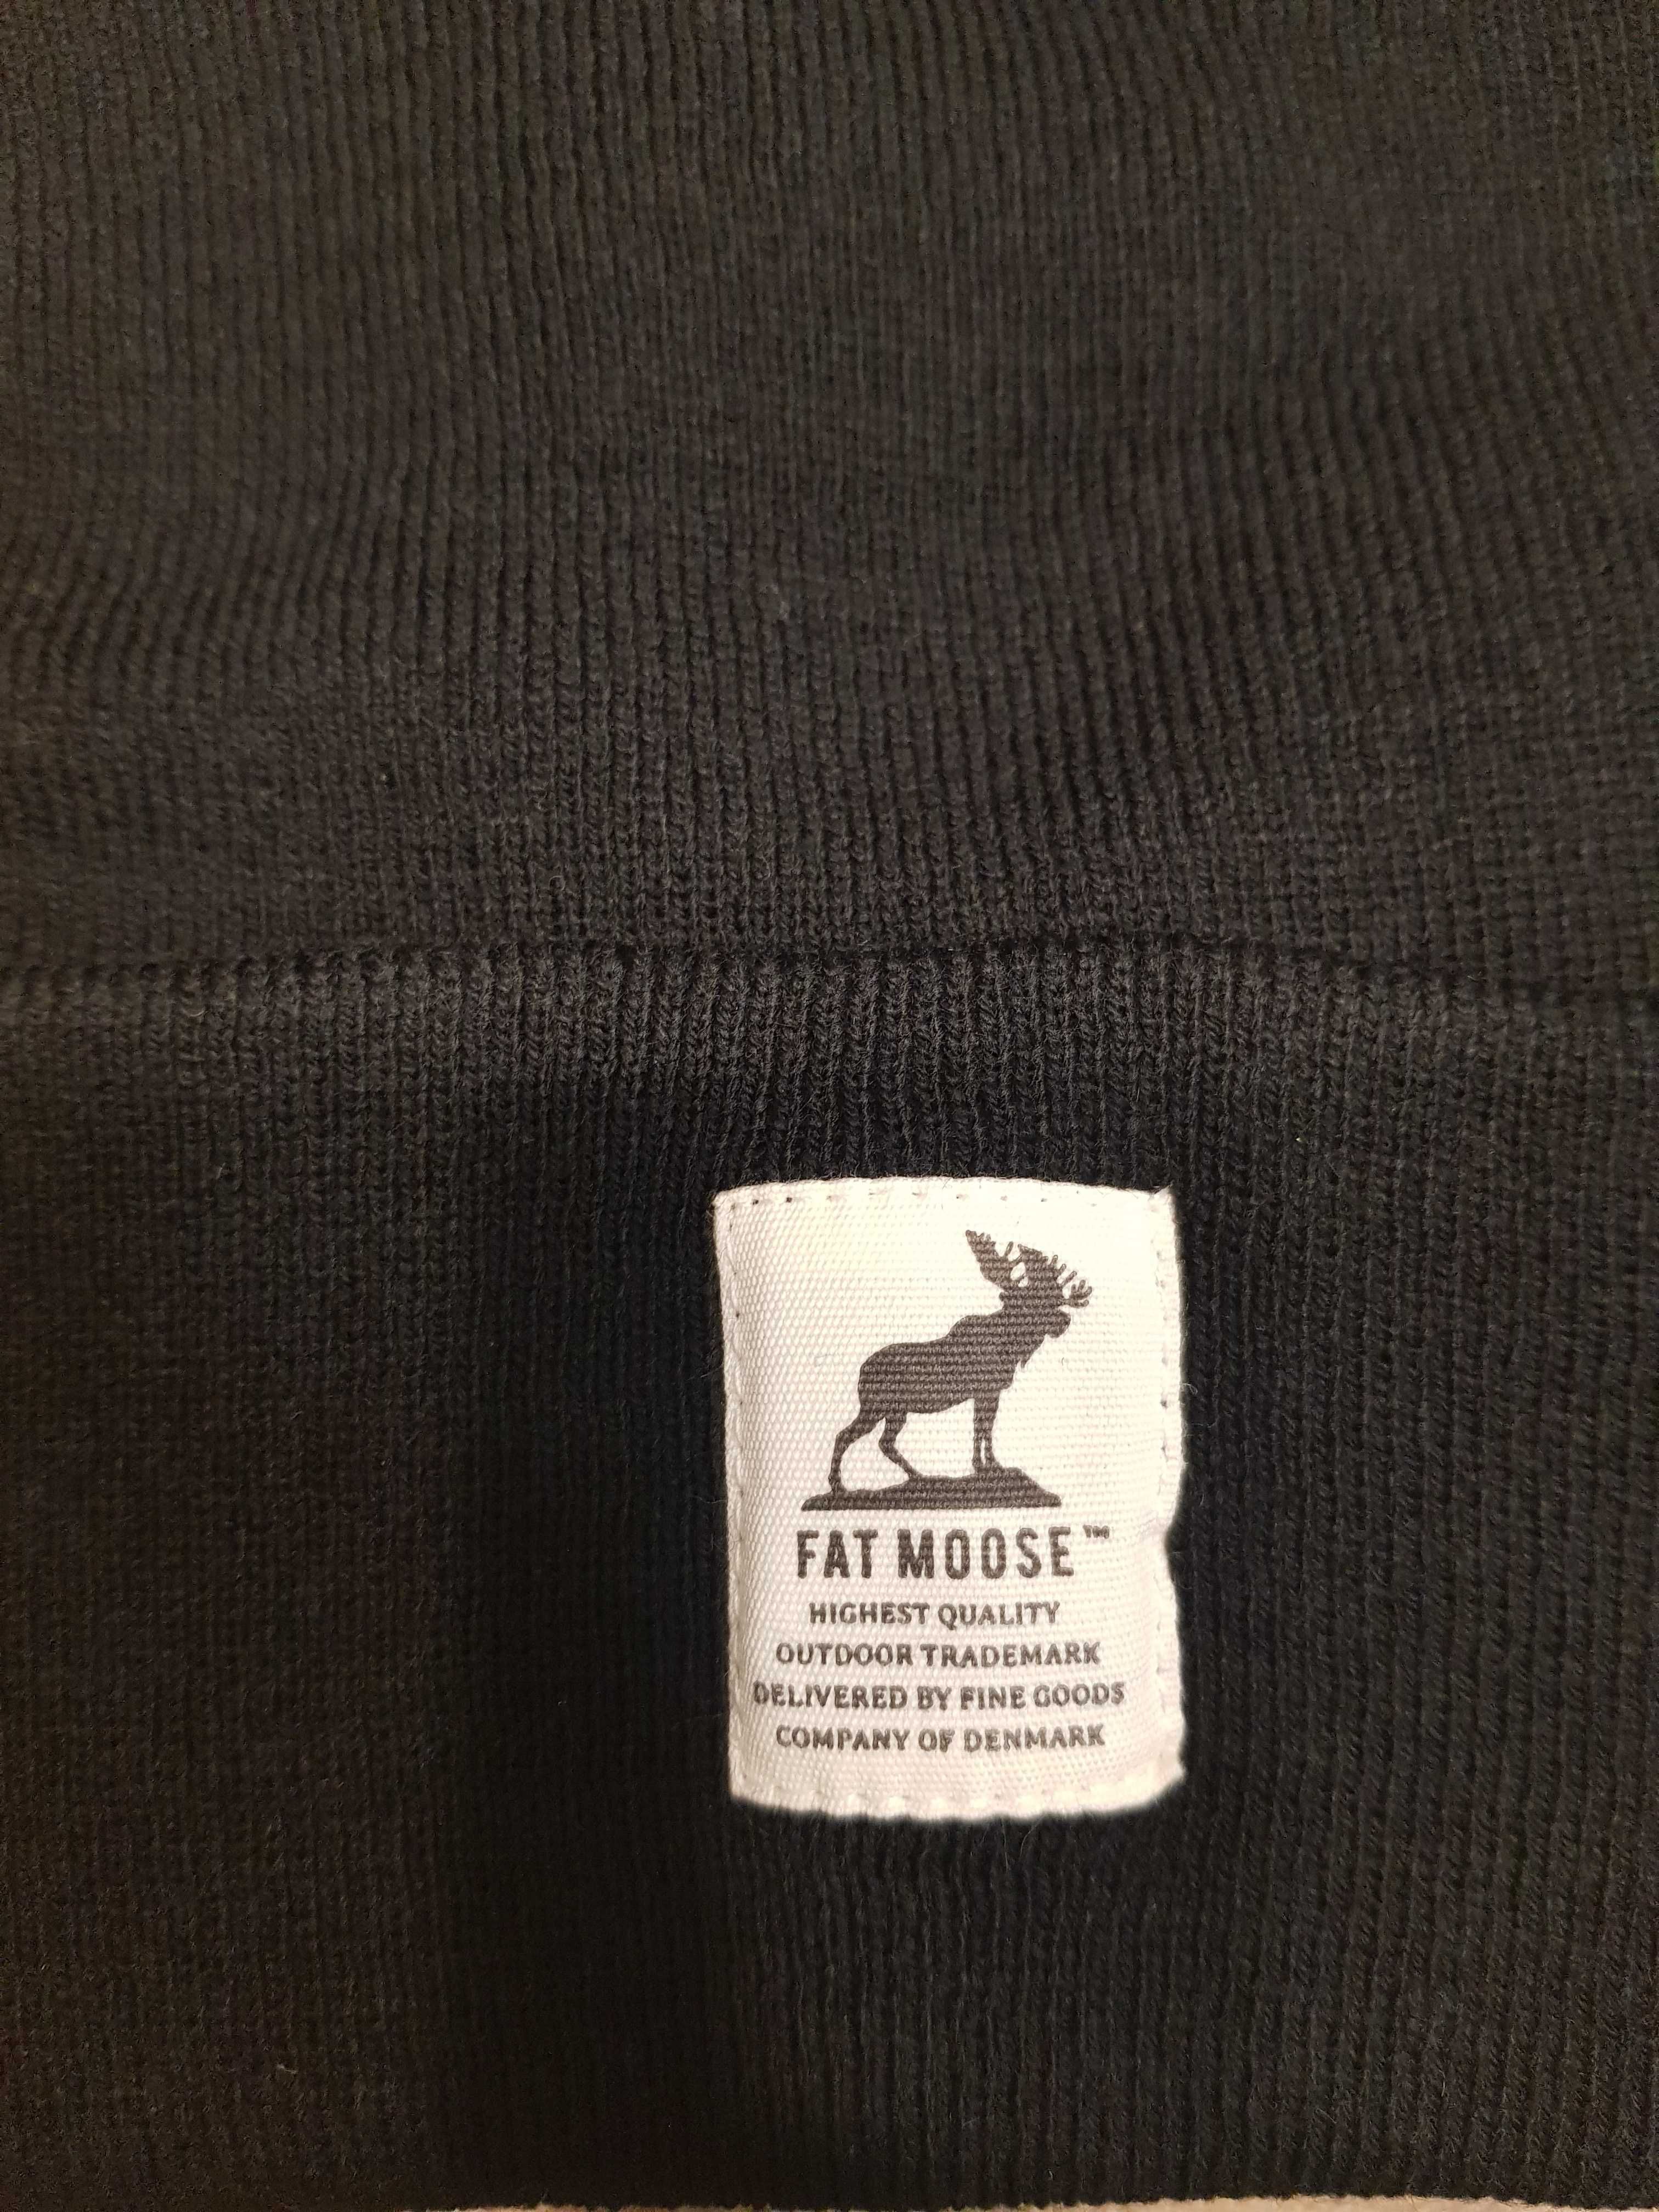 FAT MOOSE™
HIGHEST QUALITY
OUTDOOR TRADEMARK
DELIVERED BY FINE GOODS
COMPANY OF DENMARK